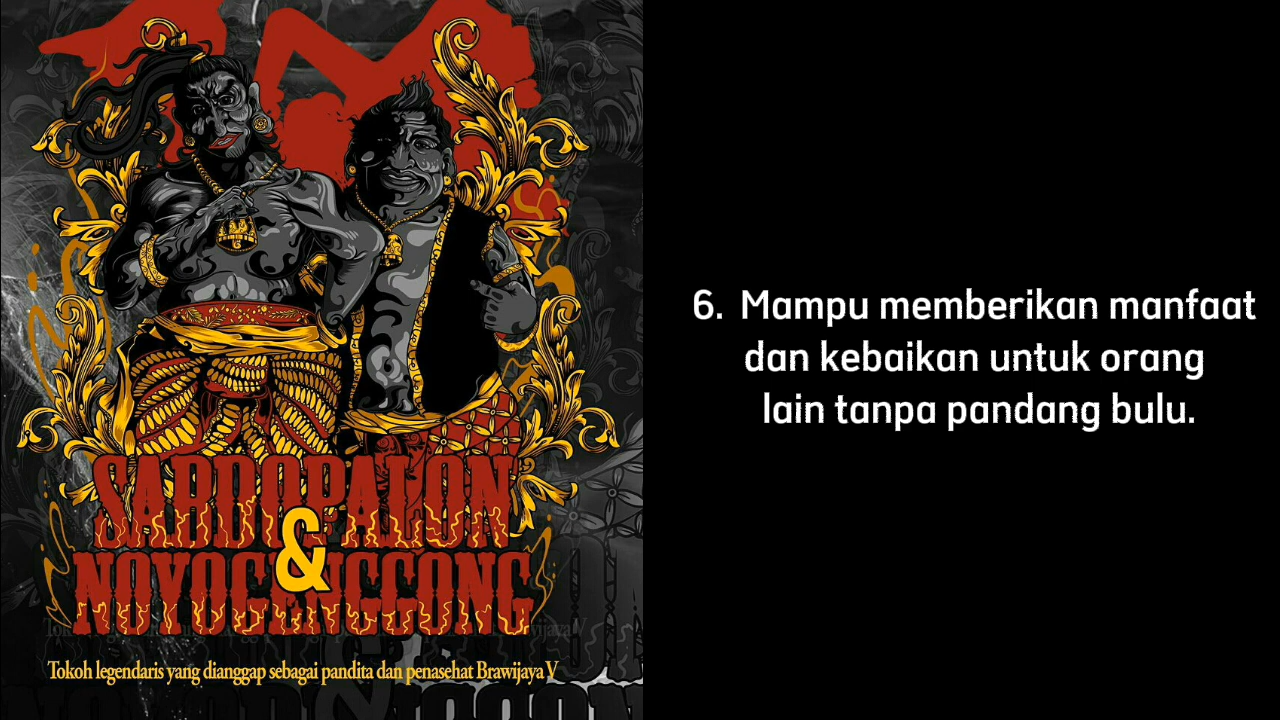 SABDOPALON
&
NOYOGENGGONG
Tokoh legendaris yang dianggap sebagai pandita dan penasehat Brawijaya V
6. Mampu memberikan manfaat
dan kebaikan untuk orang
lain tanpa pandang bulu.